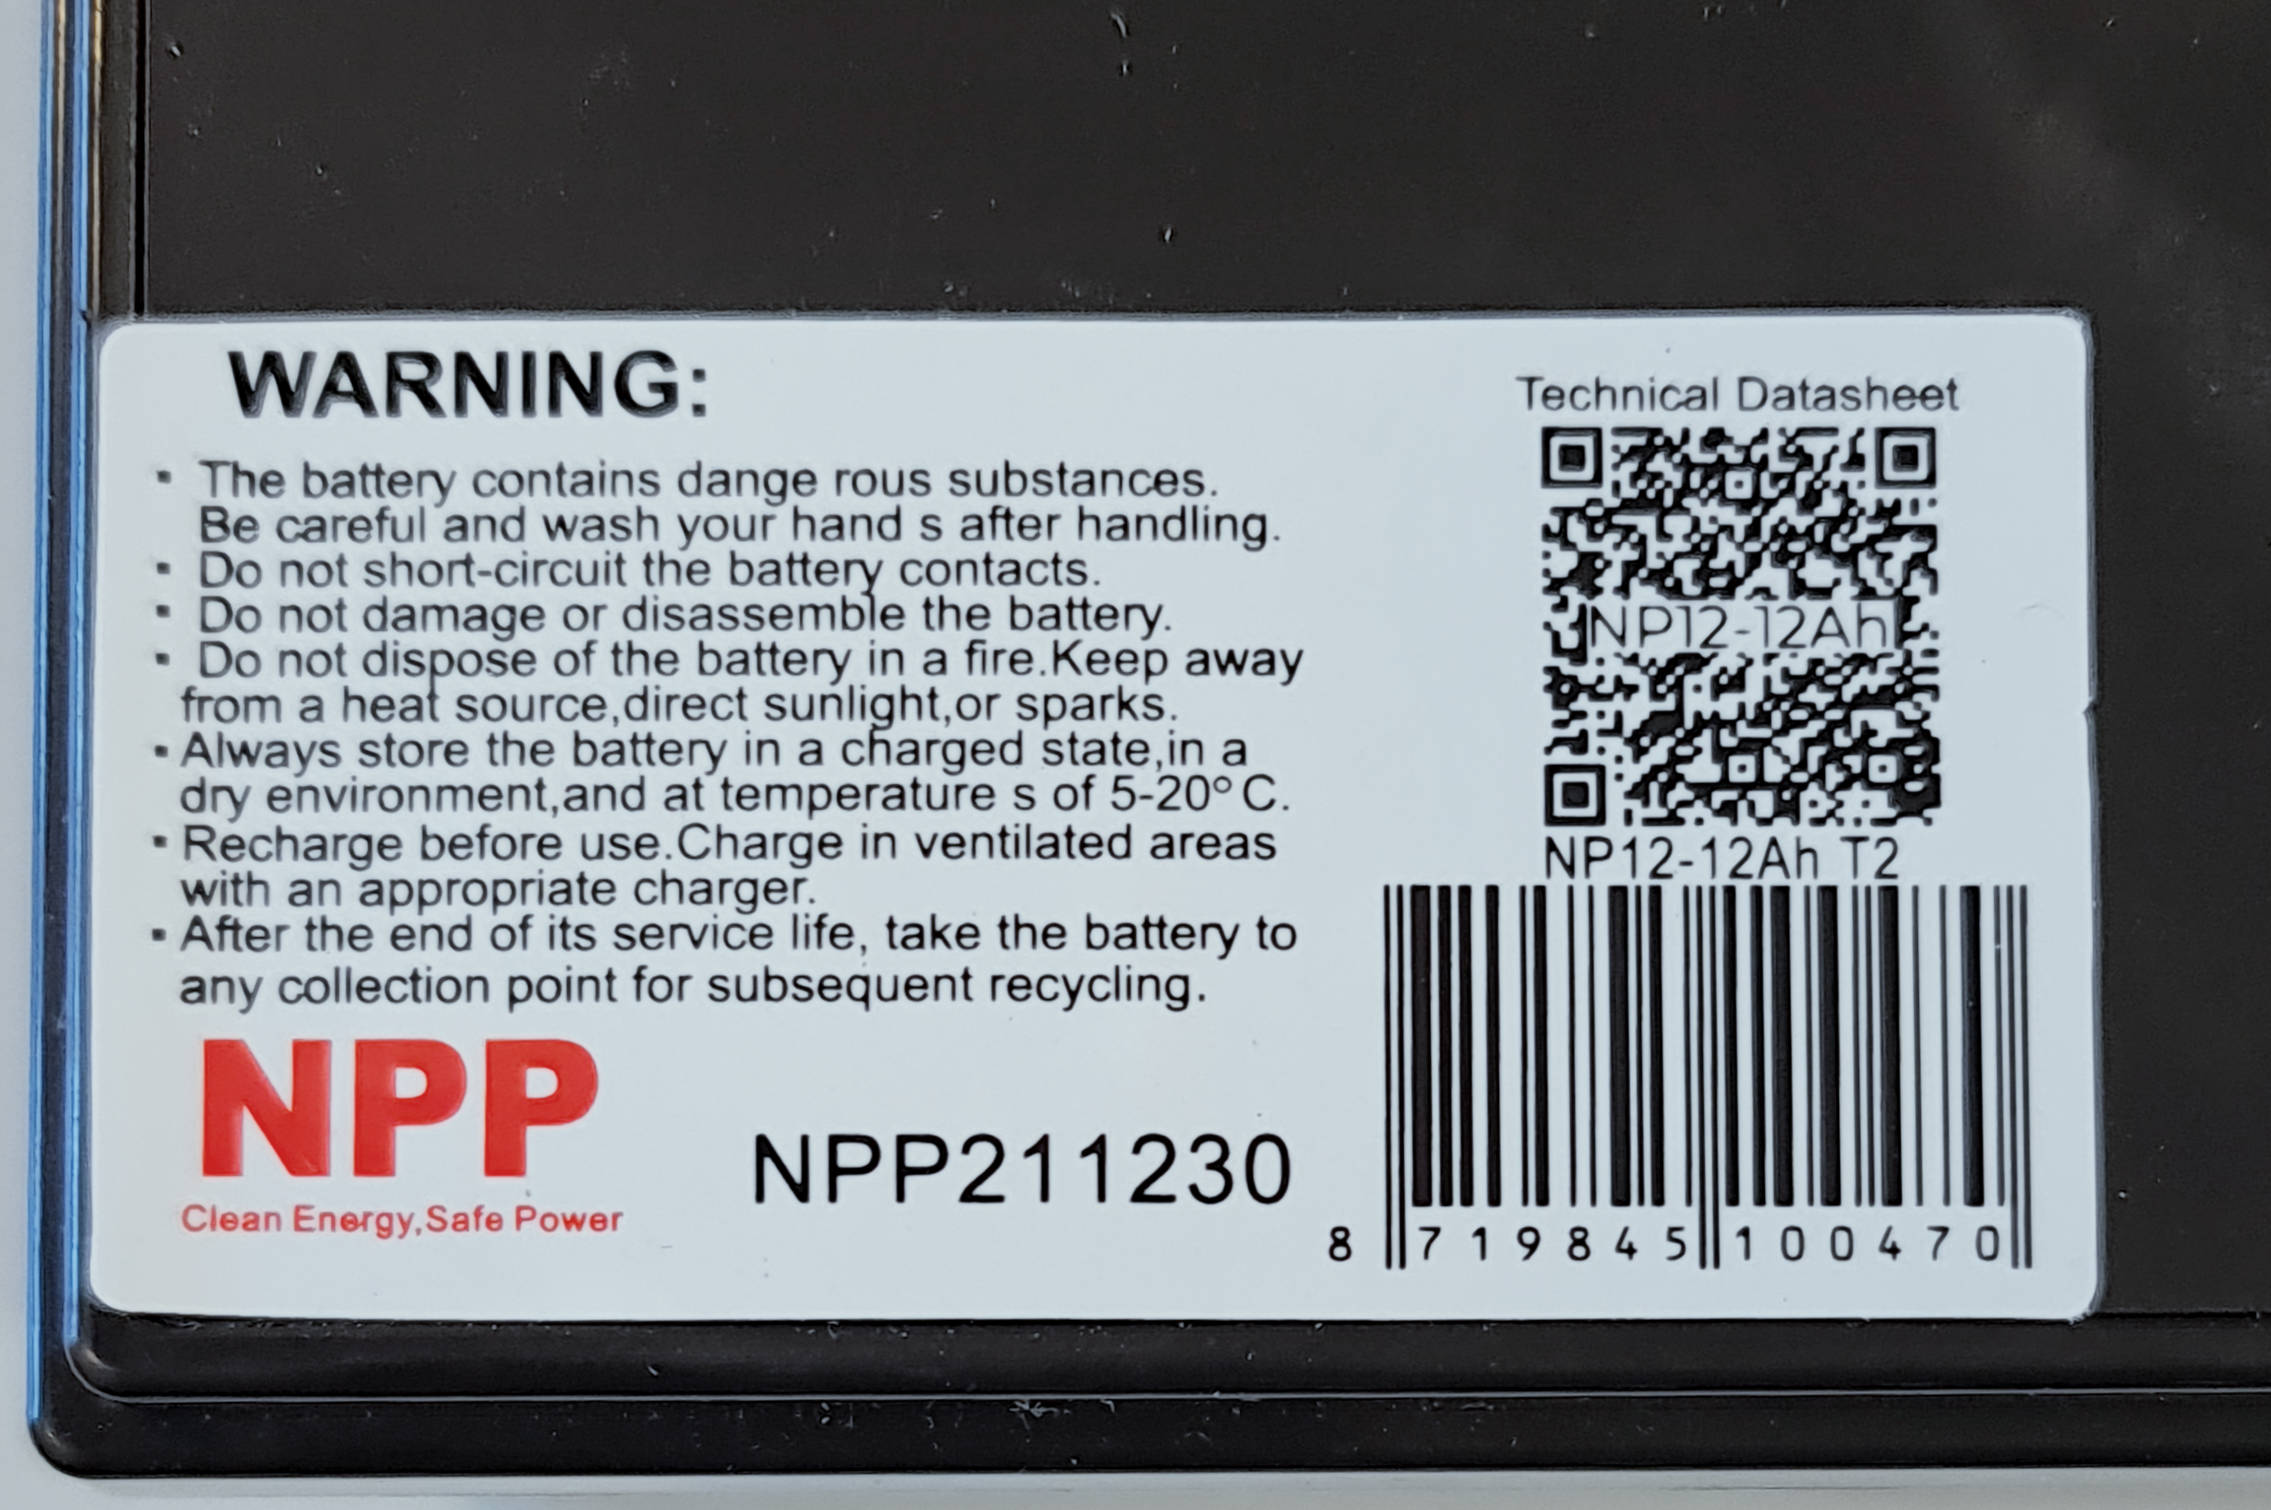 WARNING:
▪ The battery contains dange rous substances.
Be careful and wash your hand s after handling.
▪ Do not short-circuit the battery contacts.
▪ Do not damage or disassemble the battery.
▪ Do not dispose of the battery in a fire.Keep away
from a heat source,direct sunlight,or sparks.
▪ Always store the battery in a charged state,in a
dry environment,and at temperature s of 5-20°C.
▪ Recharge before use.Charge in ventilated areas
with an appropriate charger.
▪ After the end of its service life, take the battery to
any collection point for subsequent recycling.
NPP
Clean Energy,Safe Power
NPP211230
Technical Datasheet
NP12-12Ah
NP12-12Ah T2
8 719845 100470